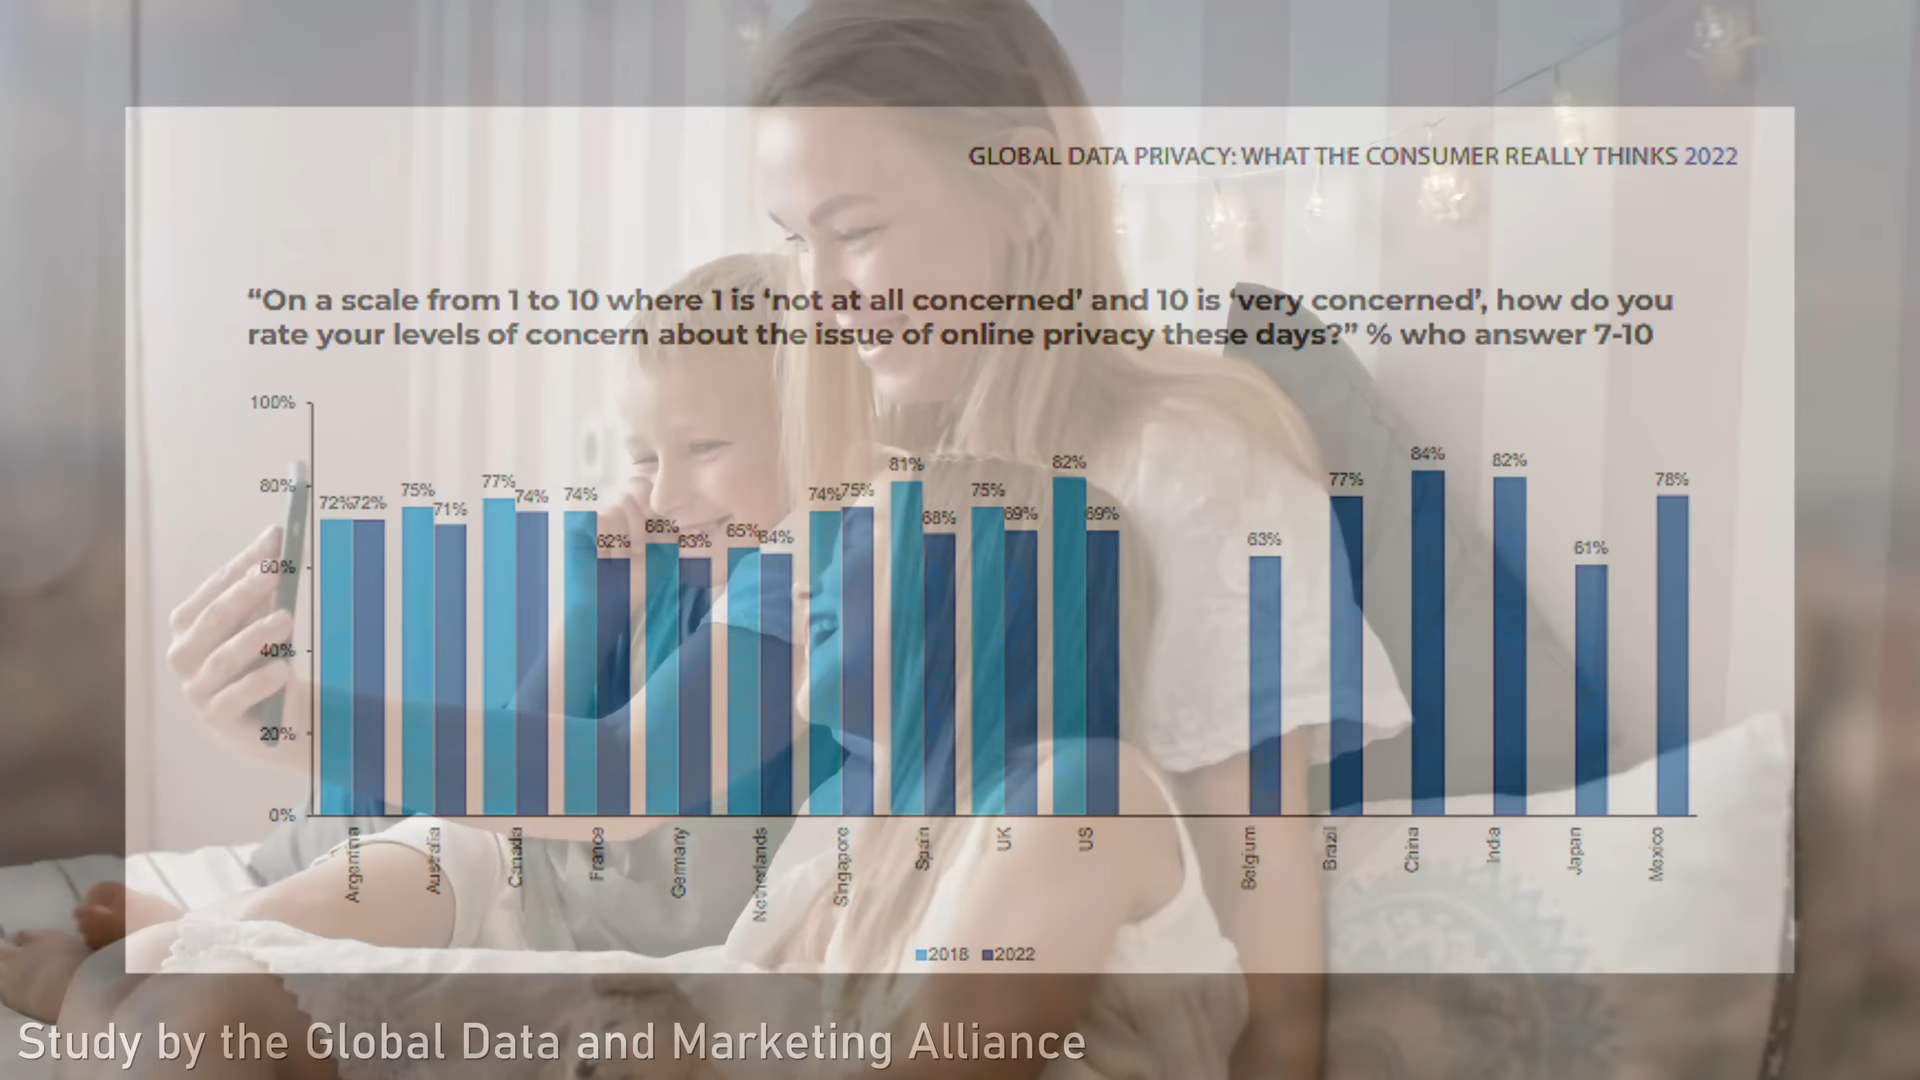 GLOBAL DATA PRIVACY: WHAT THE CONSUMER REALLY THINKS 2022
“On a scale from 1 to 10 where 1 is ‘not at all concerned’ and 10 is ‘very concerned’, how do you
rate your levels of concern about the issue of online privacy these days?” % who answer 7-10
100%
80%
60%
40%
20%
0%
72% 72%
75% 71%
77% 74%
74% 62%
66% 63%
65% 64%
74% 75%
81% 68%
75% 69%
82% 69%
63%
77%
84%
82%
61%
78%
Argentina
Australia
Canada
France
Germany
Netherlands
Singapore
Spain
UK
US
Belgium
Brazil
China
India
Japan
Mexico
2018 2022
Study by the Global Data and Marketing Alliance